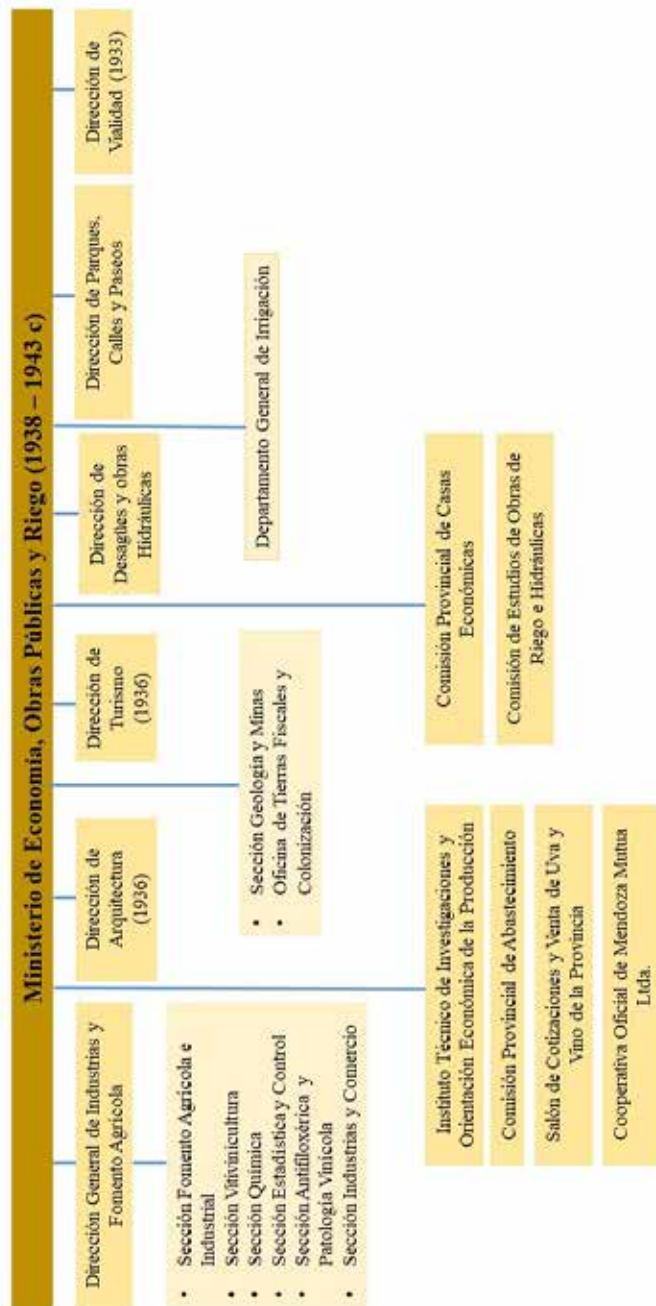 Ministerio de Economía, Obras Públicas y Riego (1938 – 1943 c)
Dirección General de Industrias y
Fomento Agrícola
Dirección de
Arquitectura
(1936)
Dirección de
Turismo
(1936)
Dirección de
Desagües y obras
Hidráulicas
Dirección de Parques,
Calles y Paseos
Dirección de
Vialidad (1933)
• Sección Fomento Agrícola e
Industrial
• Sección Vitivinicultura
• Sección Química
• Sección Estadística y Control
• Sección Antifiloxérica y
Patología Vinícola
• Sección Industrias y Comercio
• Sección Geología y Minas
• Oficina de Tierras Fiscales y
Colonización
Departamento General de Irrigación
Instituto Técnico de Investigaciones y
Orientación Económica de la Producción
Comisión Provincial de Abastecimiento
Salón de Cotizaciones y Venta de Uva y
Vino de la Provincia
Cooperativa Oficial de Mendoza Mutua
Ltda.
Comisión Provincial de Casas
Económicas
Comisión de Estudios de Obras de
Riego e Hidráulicas